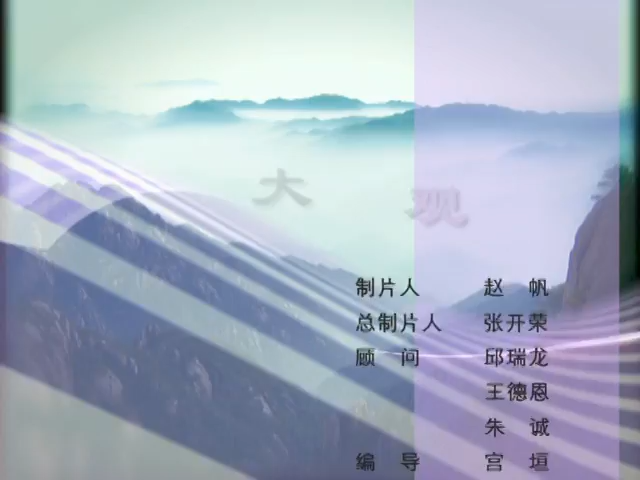 大观
制片人 赵帆
总制片人 张开荣
顾问 邱瑞龙
王德恩
朱诚
编导 宫垣